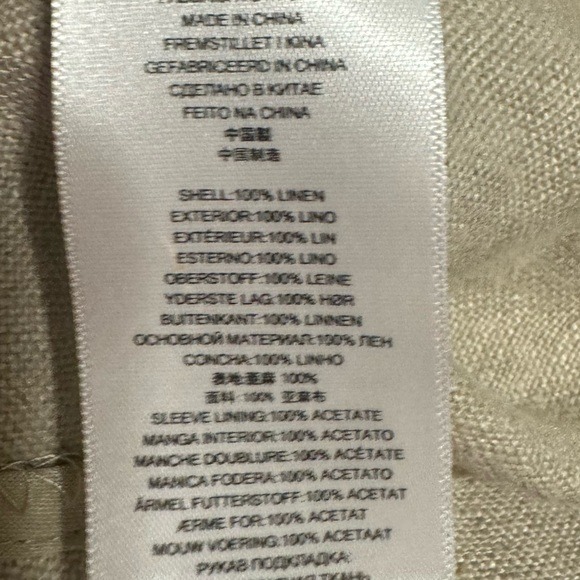 MADE IN CHINA
FREMSTILLET I KINA
GEFABRICEERD IN CHINA
СДЕЛАНО В КИТАЕ
FEITO NA CHINA
中国製
中国制造
SHELL:100% LINEN
EXTERIOR:100% LINO
EXTÉRIEUR:100% LIN
ESTERNO:100% LINO
OBERSTOFF:100% LEINE
YDERSTE LAG:100% HØR
BUITENKANT:100% LINNEN
ОСНОВНОЙ МАТЕРИАЛ:100% ЛЕН
CONCHA:100% LINHO
表地:亜麻 100%
面料:100% 亚麻布
SLEEVE LINING:100% ACETATE
MANGA INTERIOR:100% ACETATO
MANCHE DOUBLURE:100% ACÉTATE
MANICA FODERA:100% ACETATO
ÄRMEL FUTTERSTOFF:100% ACETAT
ÆRME FOR:100% ACETAT
MOUW VOERING:100% ACETAAT
РУКАВ ПОДКЛАДКА: